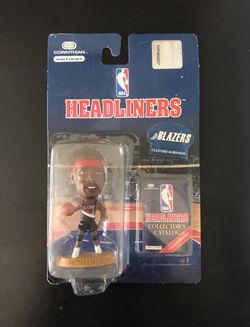 CORINTHIAN
NBA
HEADLINERS
BLAZERS
CLIFFORD ROBINSON
ROBINSON
NBA
HEADLINERS
COLLECTOR'S
CATALOG